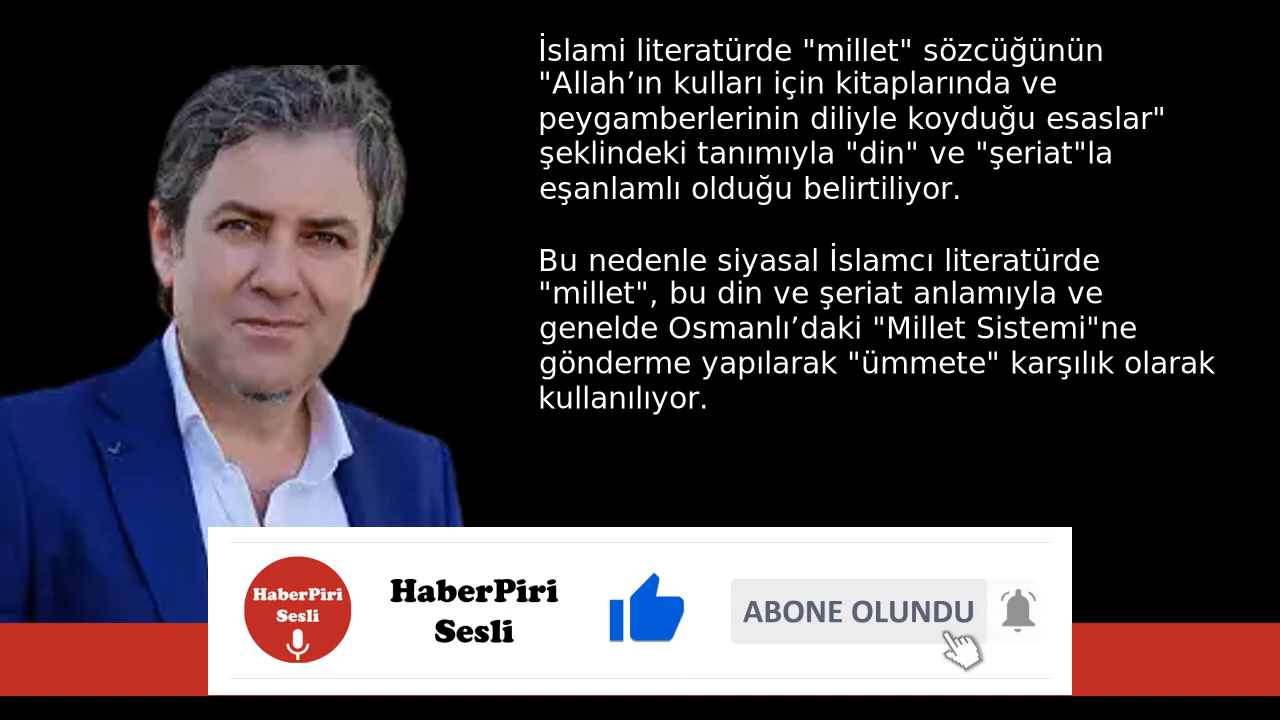 İslami literatürde "millet" sözcüğünün
"Allah’ın kulları için kitaplarında ve
peygamberlerinin diliyle koyduğu esaslar"
şeklindeki tanımıyla "din" ve "şeriat"la
eşanlamlı olduğu belirtiliyor.
Bu nedenle siyasal İslamcı literatürde
"millet", bu din ve şeriat anlamıyla ve
genelde Osmanlı’daki "Millet Sistemi"ne
gönderme yapılarak "ümmete" karşılık olarak
kullanılıyor.
HaberPiri
Sesli
HaberPiri
Sesli
ABONE OLUNDU